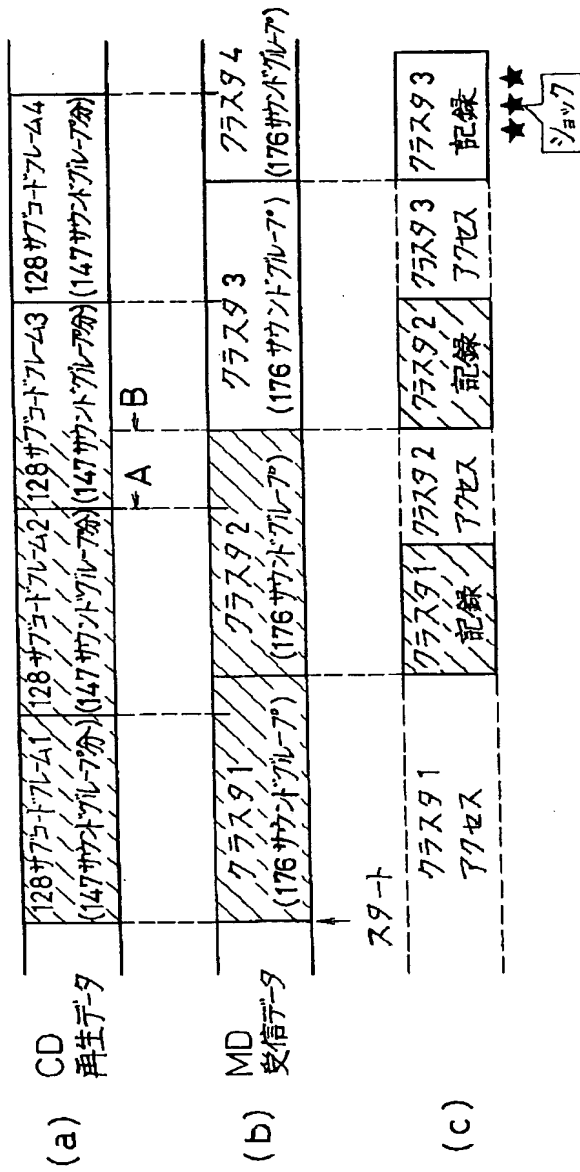 (a)
CD
再生データ
128サブコードフレーム1
(147サウンドグループ分)
128サブコードフレーム2
(147サウンドグループ分)
128サブコードフレーム3
(147サウンドグループ分)
128サブコードフレーム4
(147サウンドグループ分)
A
B
(b)
MD
受信データ
クラスタ1
(176サウンドグループ)
クラスタ2
(176サウンドグループ)
クラスタ3
(176サウンドグループ)
クラスタ4
(176サウンドグループ)
スタート
(c)
クラスタ1
アクセス
クラスタ1
記録
クラスタ2
アクセス
クラスタ2
記録
クラスタ3
アクセス
クラスタ3
記録
★★★
ショック